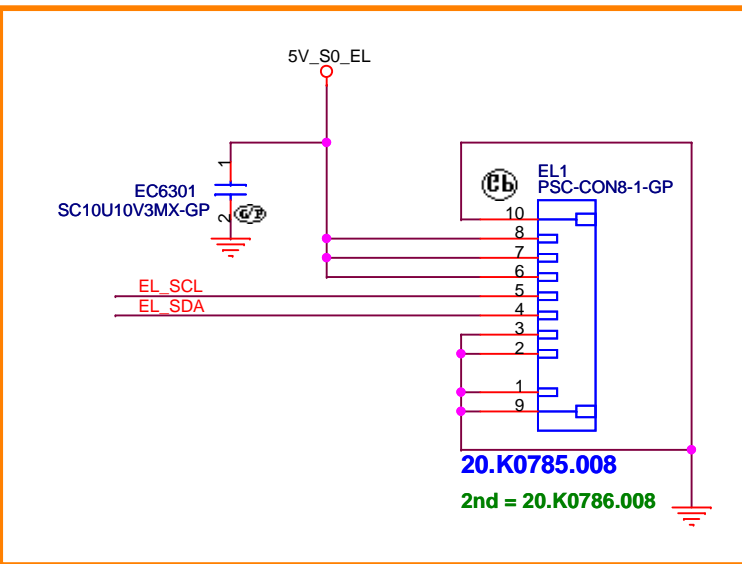 5V_S0_EL
1
EC6301
SC10U10V3MX-GP
2
G/P
Cb
EL1
PSC-CON8-1-GP
10
8
7
6
EL_SCL
5
EL_SDA
4
3
2
1
9
20.K0785.008
2nd = 20.K0786.008